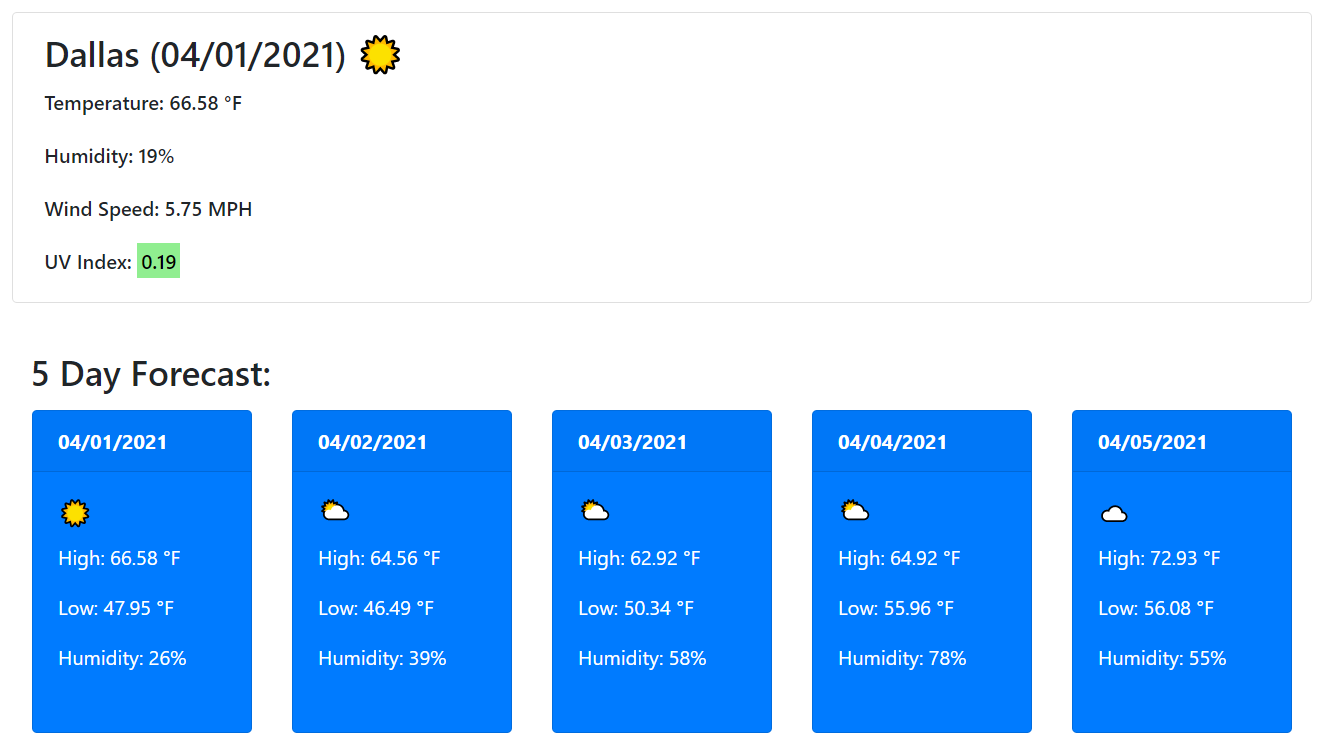 Dallas (04/01/2021)
Temperature: 66.58 °F
Humidity: 19%
Wind Speed: 5.75 MPH
UV Index: 0.19
5 Day Forecast:
04/01/2021
High: 66.58 °F
Low: 47.95 °F
Humidity: 26%
04/02/2021
High: 64.56 °F
Low: 46.49 °F
Humidity: 39%
04/03/2021
High: 62.92 °F
Low: 50.34 °F
Humidity: 58%
04/04/2021
High: 64.92 °F
Low: 55.96 °F
Humidity: 78%
04/05/2021
High: 72.93 °F
Low: 56.08 °F
Humidity: 55%